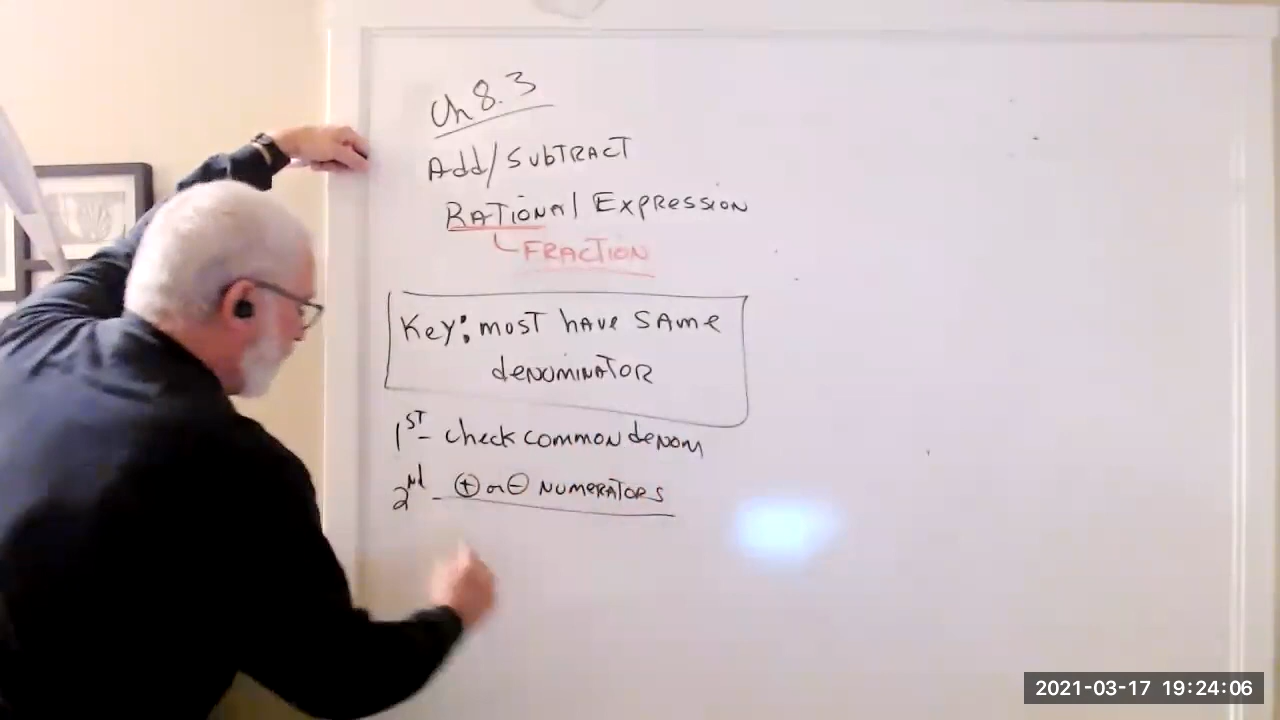 Ch 8.3
Add/SUBTRACT
RATIONAl EXPRESSION
FRACTION
Key: MUST HAVE SAME
dENOMINATOR
1ST - check common denom
2Nd - + or - NUMERATORS
2021-03-17 19:24:06